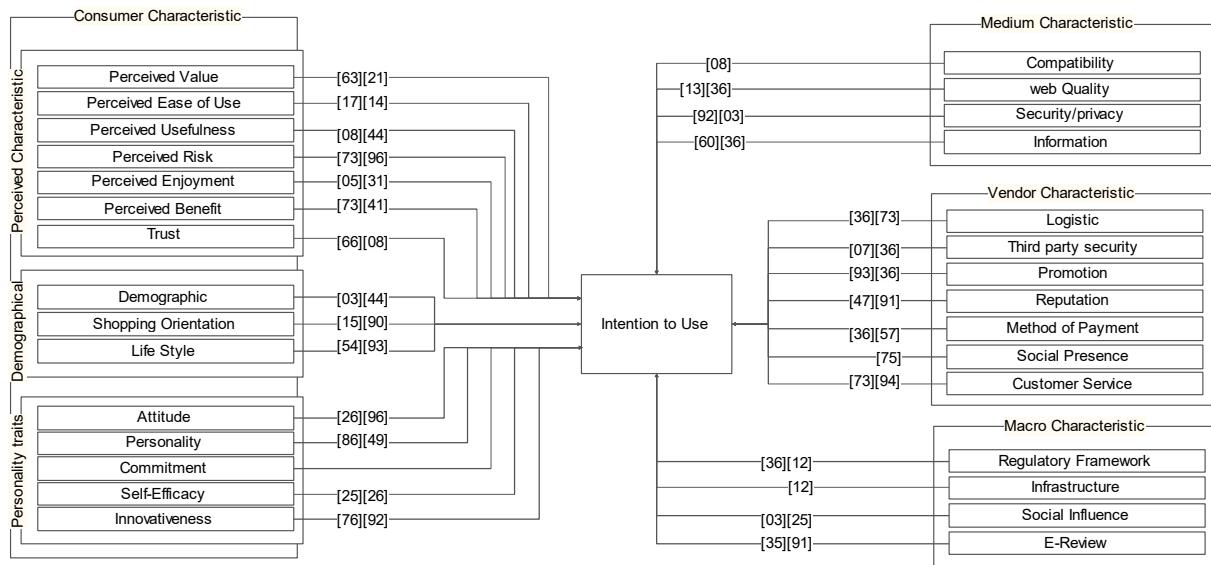 Consumer Characteristic
Perceived Characteristic
Perceived Value [63][21]
Perceived Ease of Use [17][14]
Perceived Usefulness [08][44]
Perceived Risk [73][96]
Perceived Enjoyment [05][31]
Perceived Benefit [73][41]
Trust [66][08]
Demographical
Demographic [03][44]
Shopping Orientation [15][90]
Life Style [54][93]
Personality traits
Attitude [26][96]
Personality [86][49]
Commitment
Self-Efficacy [25][26]
Innovativeness [76][92]
Intention to Use
Medium Characteristic
[08] Compatibility
[13][36] web Quality
[92][03] Security/privacy
[60][36] Information
Vendor Characteristic
[36][73] Logistic
[07][36] Third party security
[93][36] Promotion
[47][91] Reputation
[36][57] Method of Payment
[75] Social Presence
[73][94] Customer Service
Macro Characteristic
[36][12] Regulatory Framework
[12] Infrastructure
[03][25] Social Influence
[35][91] E-Review